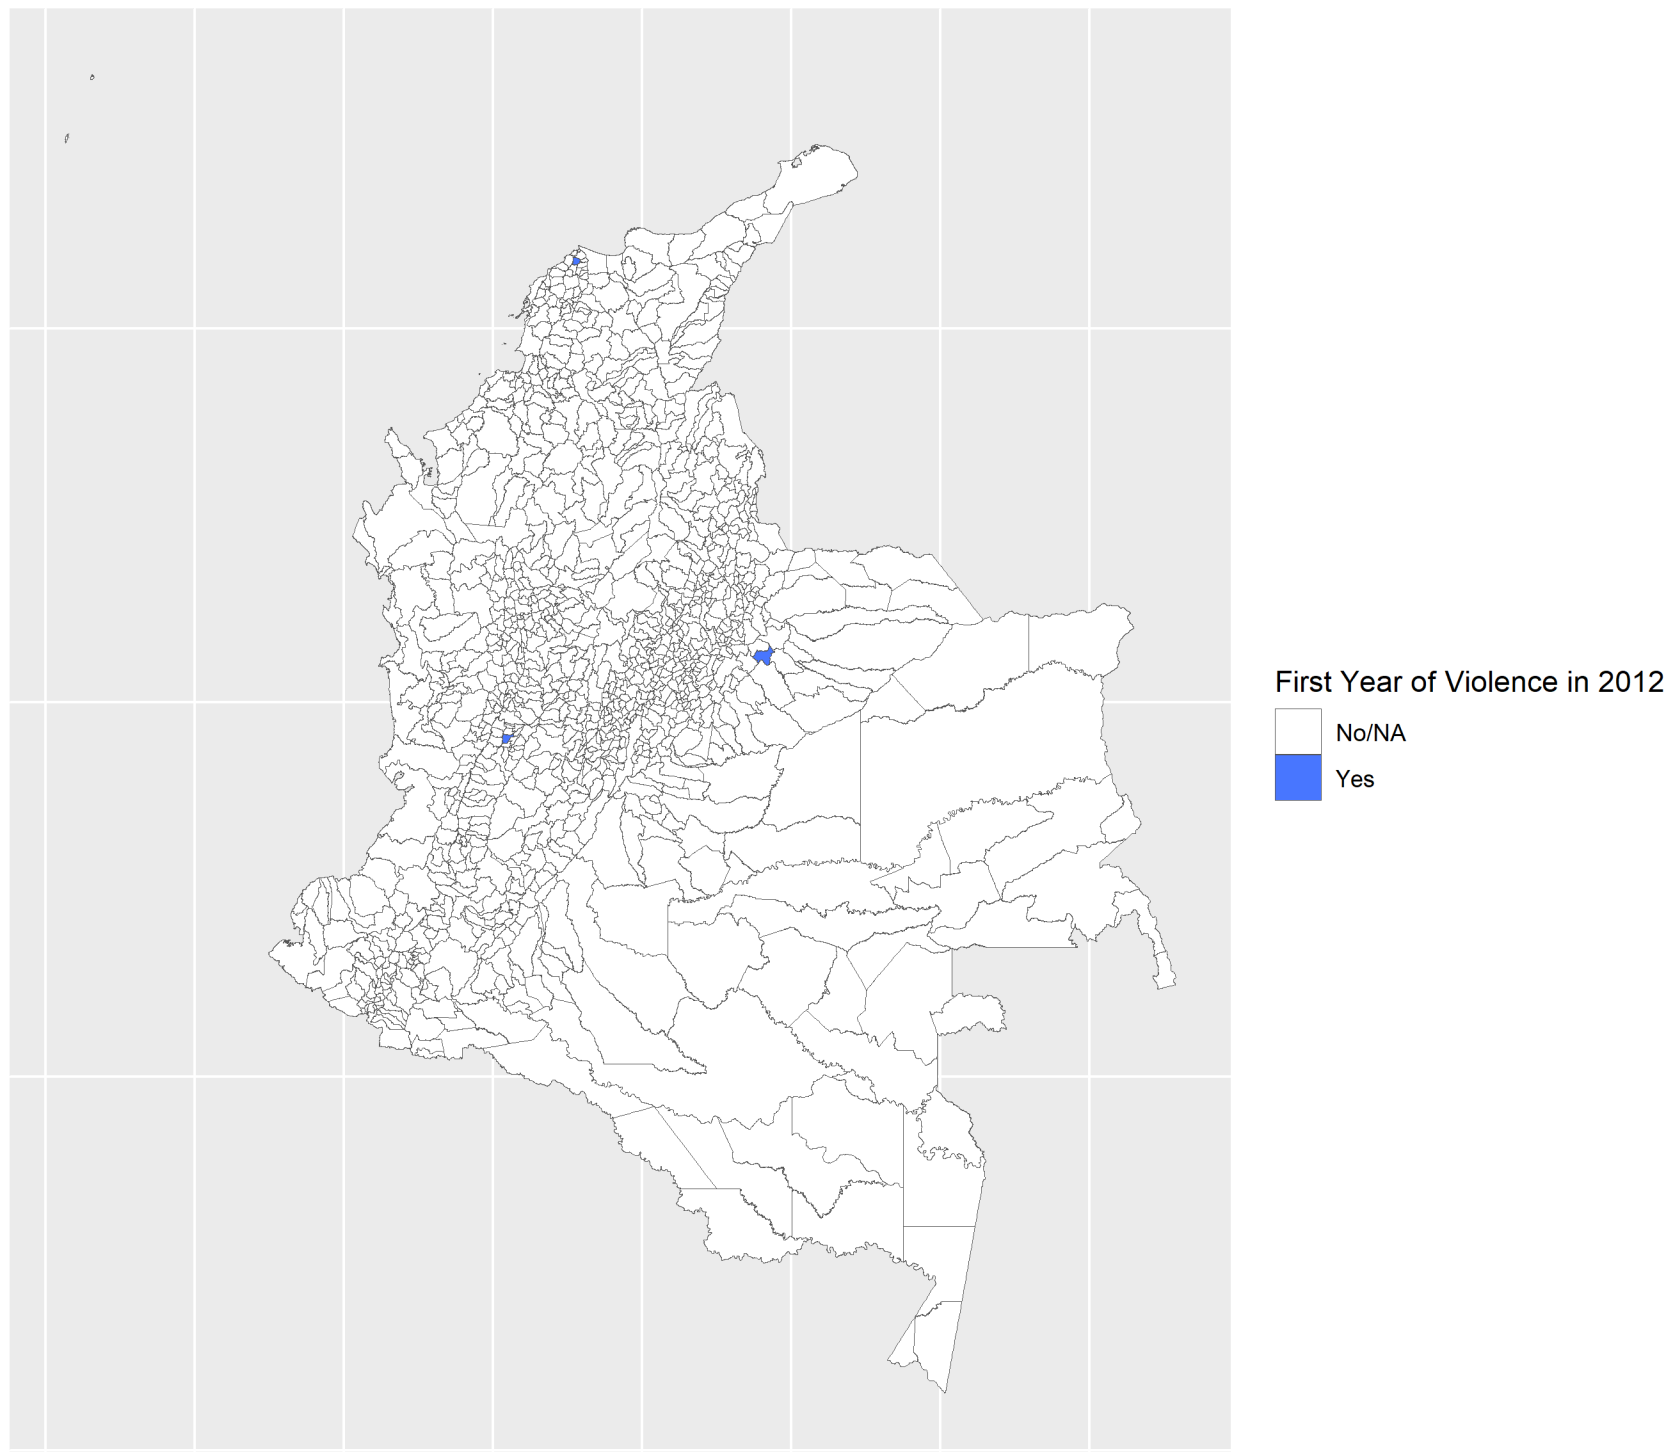 First Year of Violence in 2012
No/NA
Yes